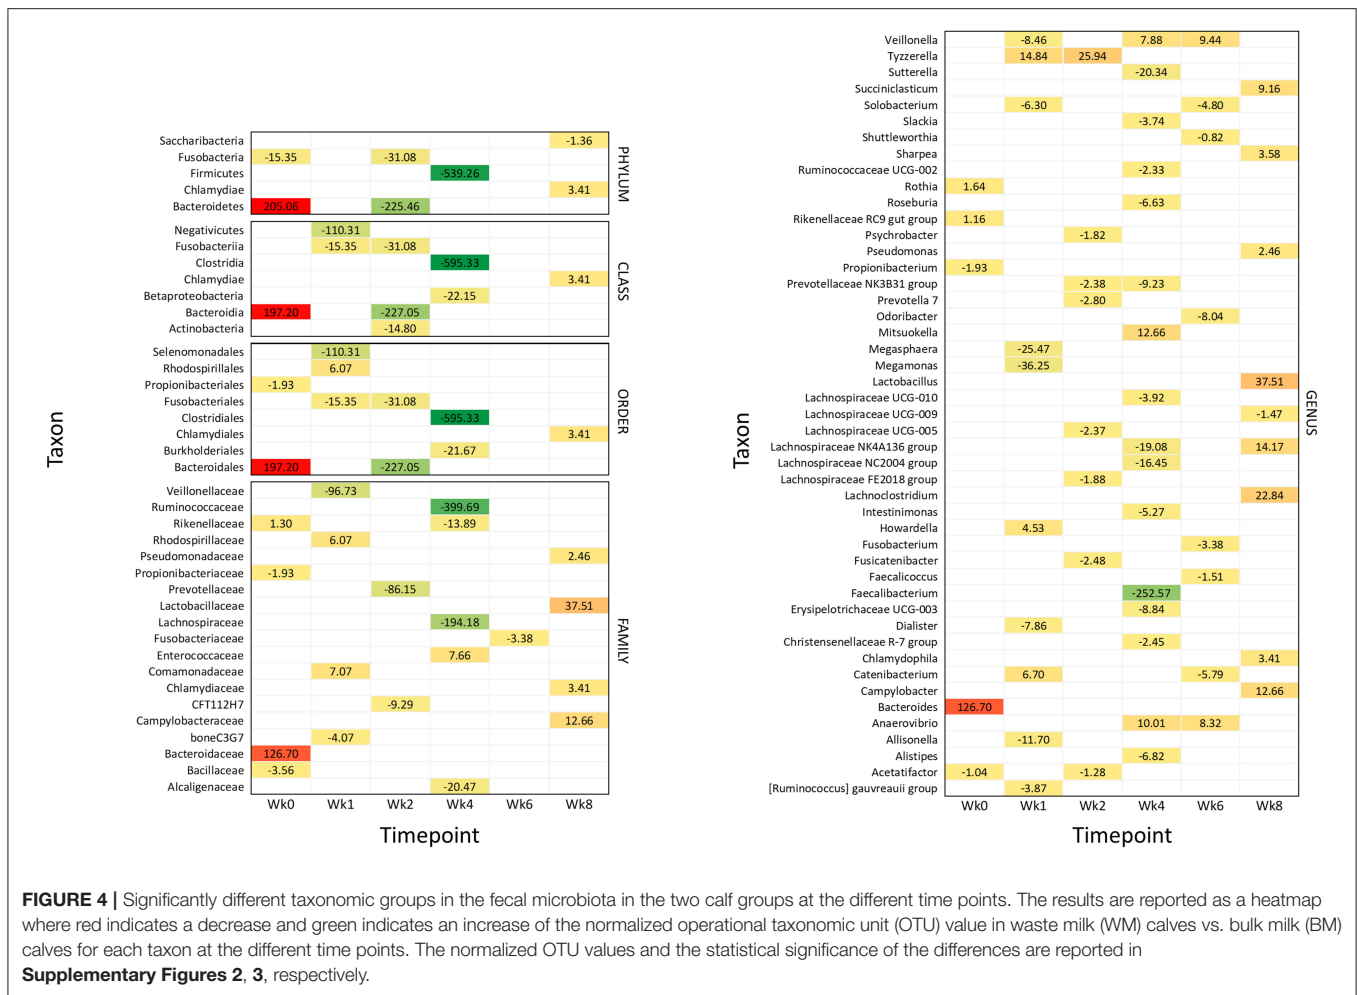 Saccharibacteria -1.36
Fusobacteria -15.35 -31.08
Firmicutes -539.26
Chlamydiae 3.41
Bacteroidetes 205.06 -225.46
PHYLUM
Negativicutes -110.31
Fusobacteriia -15.35 -31.08
Clostridia -595.33
Chlamydiae 3.41
Betaproteobacteria -22.15
Bacteroidia 197.20 -227.05
Actinobacteria -14.80
CLASS
Selenomonadales -110.31
Rhodospirillales 6.07
Propionibacteriales -1.93
Fusobacteriales -15.35 -31.08
Clostridiales -595.33
Chlamydiales 3.41
Burkholderiales -21.67
Bacteroidales 197.20 -227.05
ORDER
Veillonellaceae -96.73
Ruminococcaceae -399.69
Rikenellaceae 1.30 -13.89
Rhodospirillaceae 6.07
Pseudomonadaceae 2.46
Propionibacteriaceae -1.93
Prevotellaceae -86.15
Lactobacillaceae 37.51
Lachnospiraceae -194.18
Fusobacteriaceae -3.38
Enterococcaceae 7.66
Comamonadaceae 7.07
Chlamydiaceae 3.41
CFT112H7 -9.29
Campylobacteraceae 12.66
boneC3G7 -4.07
Bacteroidaceae 126.70
Bacillaceae -3.56
Alcaligenaceae -20.47
FAMILY
Wk0 Wk1 Wk2 Wk4 Wk6 Wk8
Timepoint
Taxon
Veillonella -8.46 7.88 9.44
Tyzzerella 14.84 25.94
Sutterella -20.34
Succiniclasticum 9.16
Solobacterium -6.30 -4.80
Slackia -3.74
Shuttleworthia -0.82
Sharpea 3.58
Ruminococcaceae UCG-002 -2.33
Rothia 1.64
Roseburia -6.63
Rikenellaceae RC9 gut group 1.16
Psychrobacter -1.82
Pseudomonas 2.46
Propionibacterium -1.93
Prevotellaceae NK3B31 group -2.38 -9.23
Prevotella 7 -2.80
Odoribacter -8.04
Mitsuokella 12.66
Megasphaera -25.47
Megamonas -36.25
Lactobacillus 37.51
Lachnospiraceae UCG-010 -3.92
Lachnospiraceae UCG-009 -1.47
Lachnospiraceae UCG-005 -2.37
Lachnospiraceae NK4A136 group -19.08 14.17
Lachnospiraceae NC2004 group -16.45
Lachnospiraceae FE2018 group -1.88
Lachnoclostridium 22.84
Intestinimonas -5.27
Howardella 4.53
Fusobacterium -3.38
Fusicatenibacter -2.48
Faecalicoccus -1.51
Faecalibacterium -252.57
Erysipelotrichaceae UCG-003 -8.84
Dialister -7.86
Christensenellaceae R-7 group -2.45
Chlamydophila 3.41
Catenibacterium 6.70 -5.79
Campylobacter 12.66
Bacteroides 126.70
Anaerovibrio 10.01 8.32
Allisonella -11.70
Alistipes -6.82
Acetatifactor -1.04 -1.28
[Ruminococcus] gauvreauii group -3.87
GENUS
Wk0 Wk1 Wk2 Wk4 Wk6 Wk8
Timepoint
Taxon
FIGURE 4 | Significantly different taxonomic groups in the fecal microbiota in the two calf groups at the different time points. The results are reported as a heatmap
where red indicates a decrease and green indicates an increase of the normalized operational taxonomic unit (OTU) value in waste milk (WM) calves vs. bulk milk (BM)
calves for each taxon at the different time points. The normalized OTU values and the statistical significance of the differences are reported in
Supplementary Figures 2, 3, respectively.